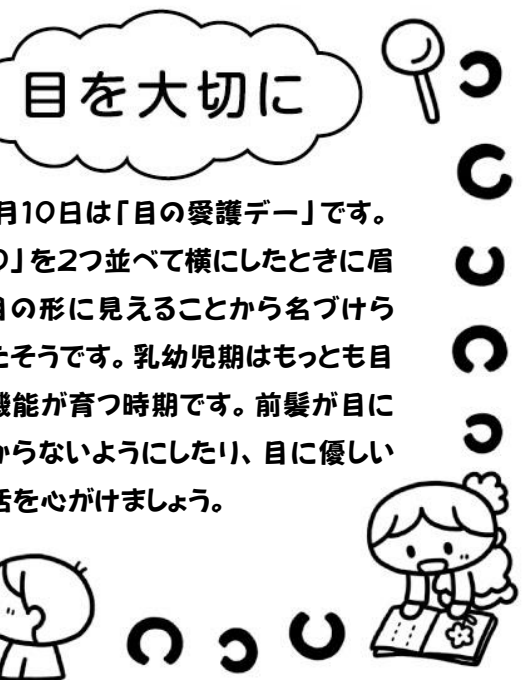 目を大切に
月10日は「目の愛護デー」です。
」を2つ並べて横にしたときに眉
目の形に見えることから名づけら
たそうです。乳幼児期はもっとも目
機能が育つ時期です。前髪が目に
からないようにしたり、目に優しい
活を心がけましょう。